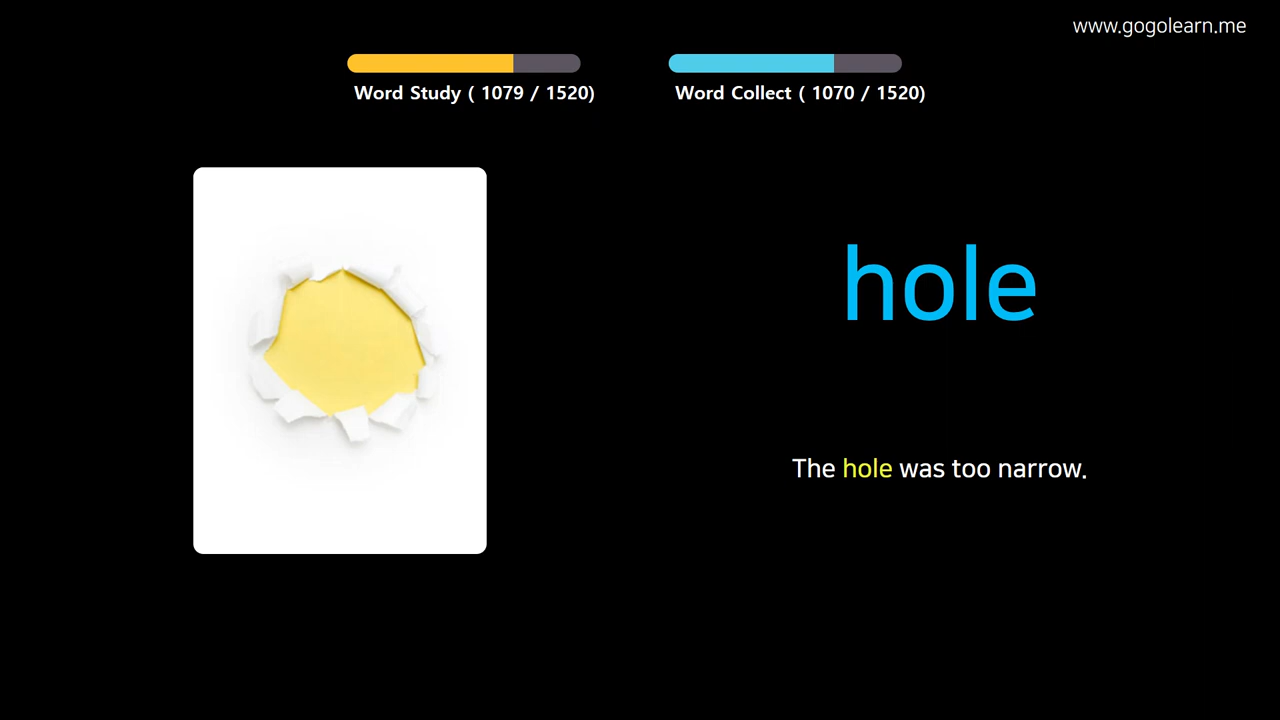 www.gogolearn.me
Word Study ( 1079 / 1520)
Word Collect ( 1070 / 1520)
hole
The hole was too narrow.